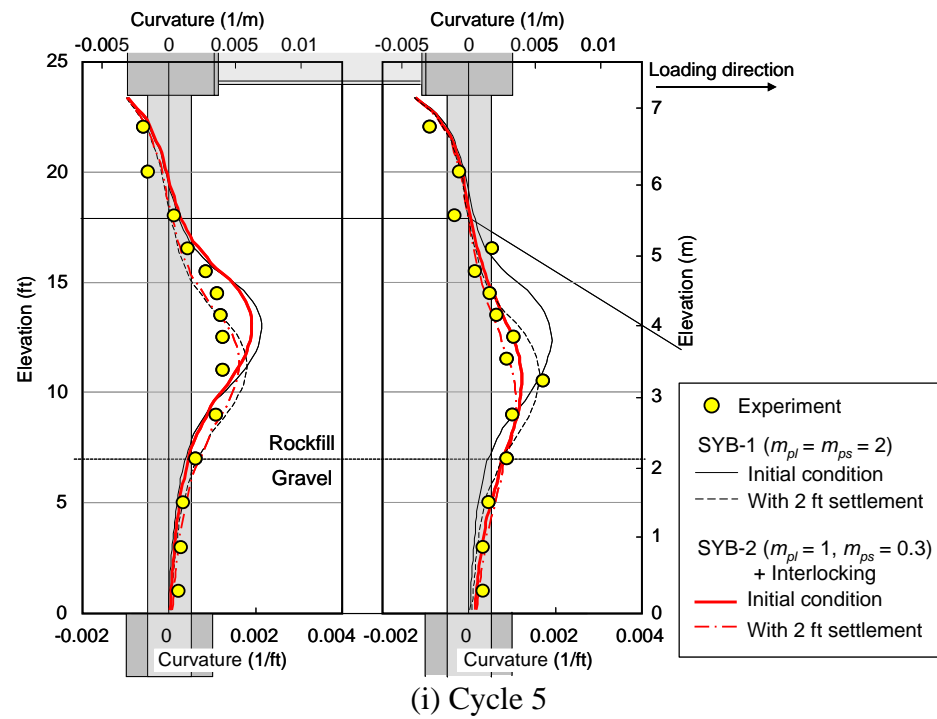 Curvature (1/m)
-0.005 0 0.005 0.01
Curvature (1/m)
-0.005 0 0.005 0.01
Loading direction
25
20
15
10
5
0
Elevation (ft)
7
6
5
4
3
2
1
0
Elevation (m)
Rockfill
Gravel
-0.002 0 0.002 0.004
Curvature (1/ft)
-0.002 0 0.002 0.004
Curvature (1/ft)
Experiment
SYB-1 (mpl = mps = 2)
Initial condition
With 2 ft settlement
SYB-2 (mpl = 1, mps = 0.3)
+ Interlocking
Initial condition
With 2 ft settlement
(i) Cycle 5